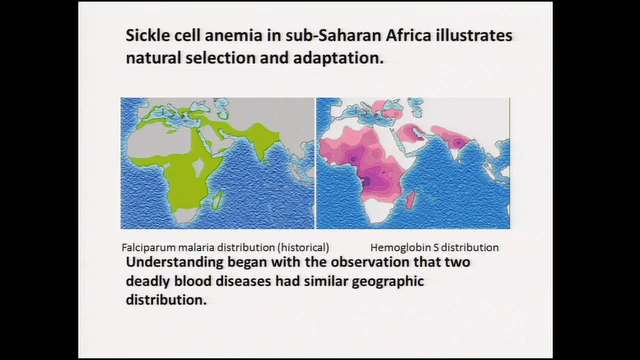 Sickle cell anemia in sub-Saharan Africa illustrates
natural selection and adaptation.
Falciparum malaria distribution (historical)
Hemoglobin S distribution
Understanding began with the observation that two
deadly blood diseases had similar geographic
distribution.